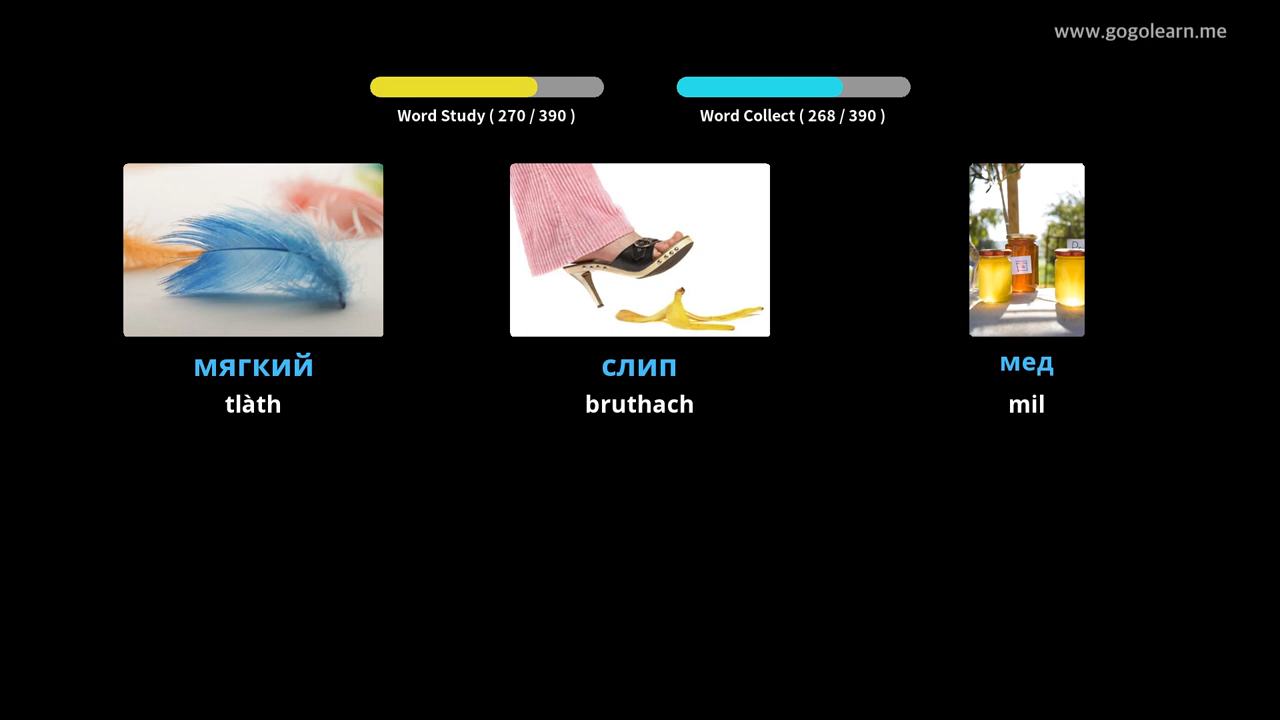 www.gogolearn.me
Word Study ( 270 / 390 )
Word Collect ( 268 / 390 )
мягкий
tlàth
слип
bruthach
мед
mil